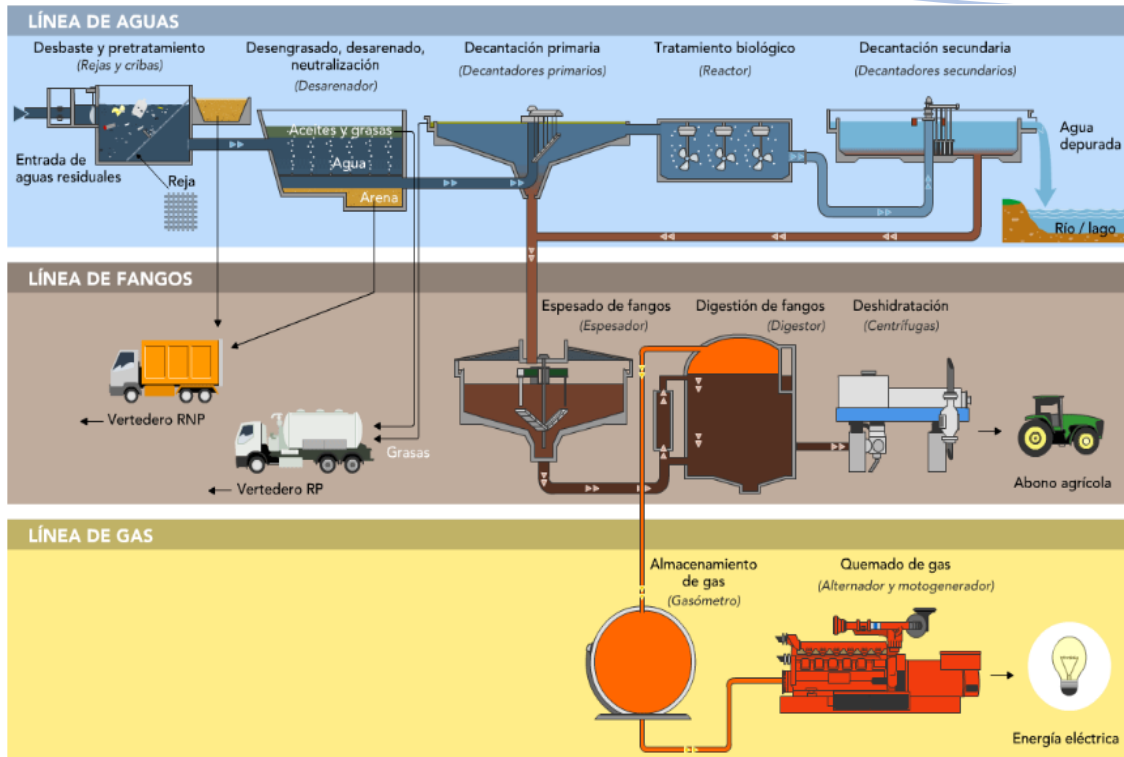 LÍNEA DE AGUAS
Desbaste y pretratamiento
(Rejas y cribas)
Desengrasado, desarenado,
neutralización
(Desarenador)
Decantación primaria
(Decantadores primarios)
Tratamiento biológico
(Reactor)
Decantación secundaria
(Decantadores secundarios)
Aceites y grasas
Agua
Arena
Entrada de
aguas residuales
Reja
Agua
depurada
Río / lago
LÍNEA DE FANGOS
Espesado de fangos
(Espesador)
Digestión de fangos
(Digestor)
Deshidratación
(Centrífugas)
Vertedero RNP
Grasas
Vertedero RP
Abono agrícola
LÍNEA DE GAS
Almacenamiento
de gas
(Gasómetro)
Quemado de gas
(Alternador y motogenerador)
Energía eléctrica